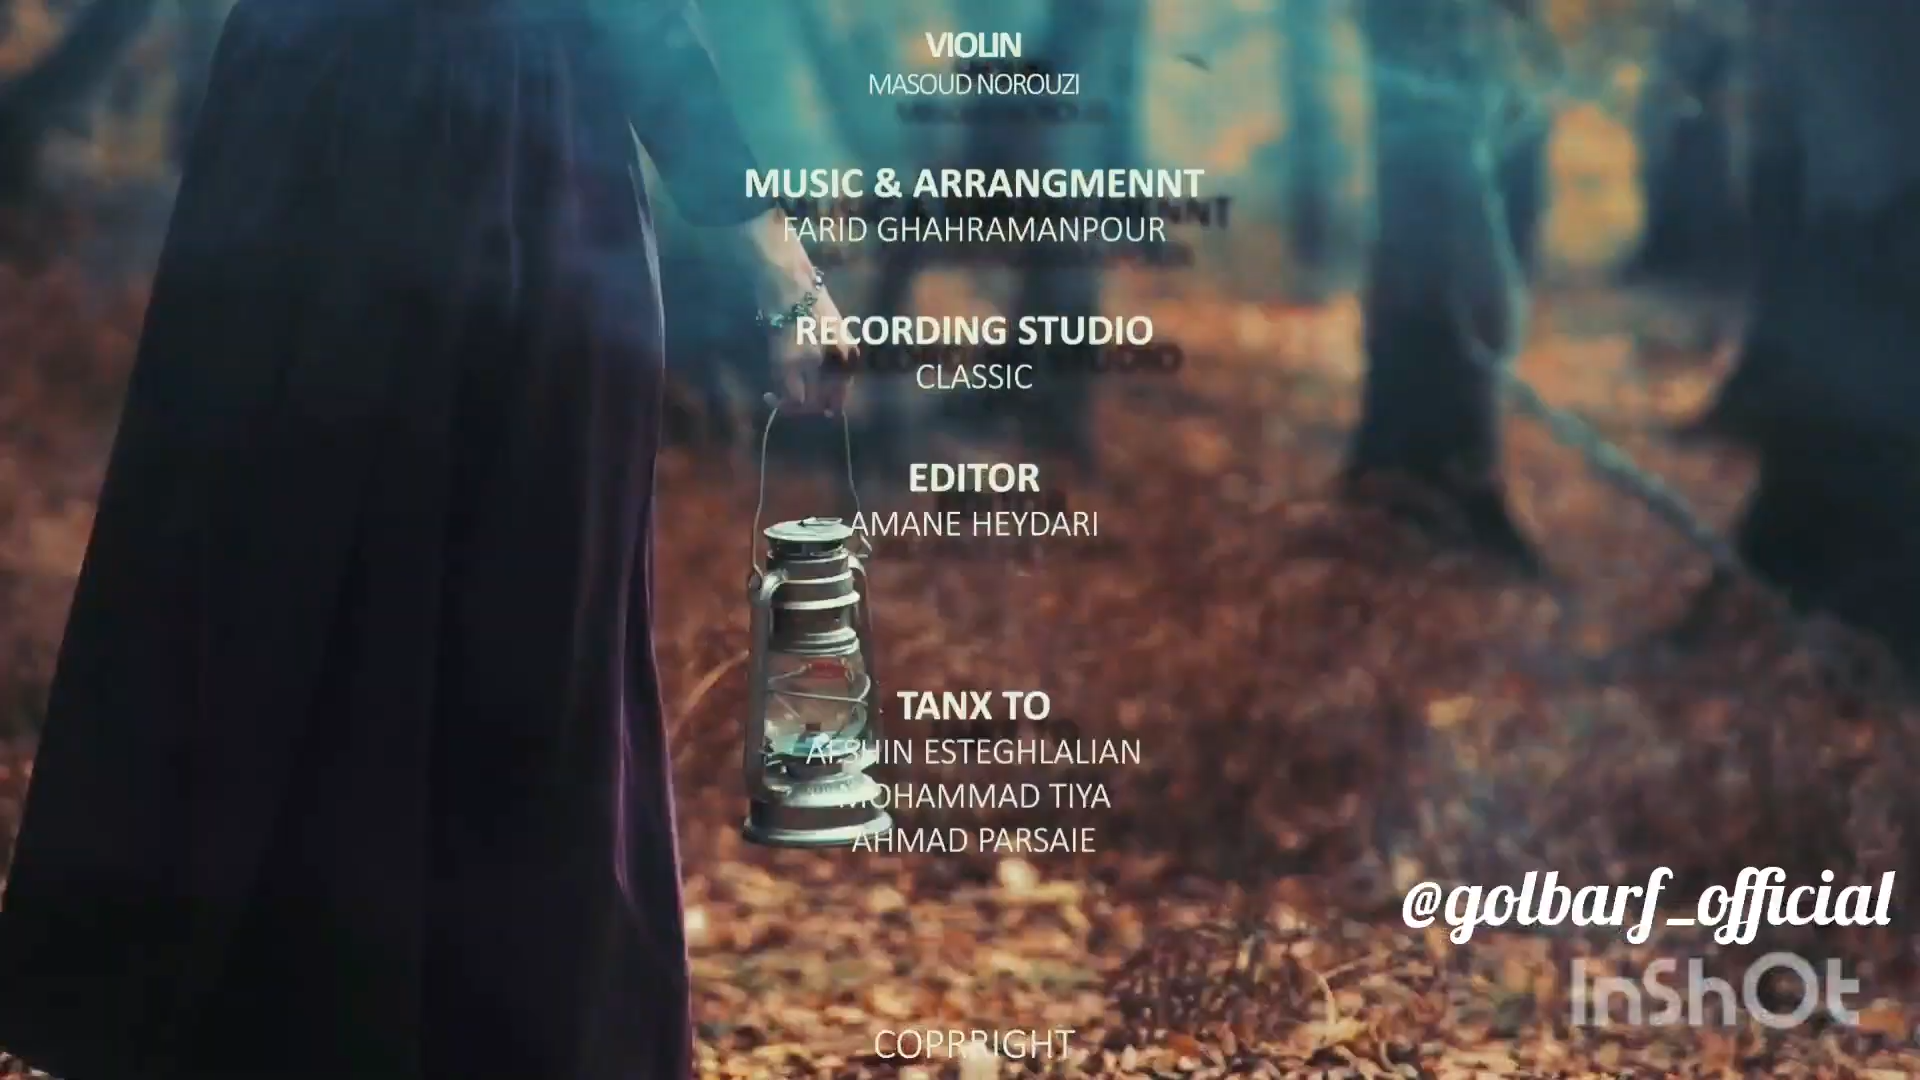 VIOLIN
MASOUD NOROUZI
MUSIC & ARRANGMENNT
FARID GHAHRAMANPOUR
RECORDING STUDIO
CLASSIC
EDITOR
AMANE HEYDARI
TANX TO
AFSHIN ESTEGHLALIAN
MOHAMMAD TIYA
AHMAD PARSAIE
@golbarf_official
InShOt
COPRRIGHT